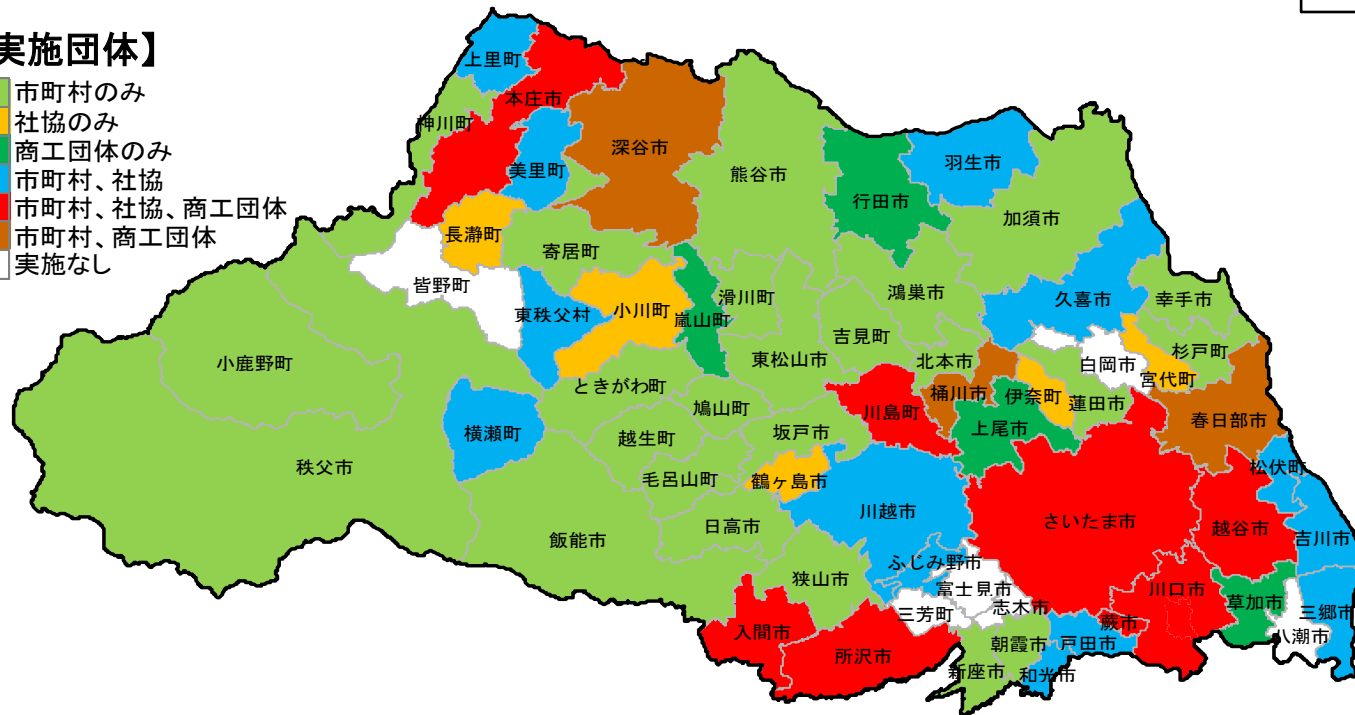 実施団体】
市町村のみ
社協のみ
商工団体のみ
市町村、社協
市町村、社協、商工団体
市町村、商工団体
実施なし
上里町
本庄市
神川町
深谷市
美里町
熊谷市
羽生市
行田市
加須市
長瀞町
寄居町
皆野町
滑川町
鴻巣市
久喜市
幸手市
東秩父村
小川町
嵐山町
吉見町
杉戸町
小鹿野町
東松山市
北本市
白岡市
宮代町
ときがわ町
桶川市
伊奈町
蓮田市
鳩山町
川島町
春日部市
横瀬町
越生町
坂戸市
上尾市
秩父市
毛呂山町
鶴ヶ島市
松伏町
川越市
さいたま市
越谷市
日高市
飯能市
吉川市
ふじみ野市
狭山市
富士見市
川口市
三芳町
志木市
草加市
三郷市
入間市
蕨市
八潮市
所沢市
朝霞市
戸田市
新座市
和光市